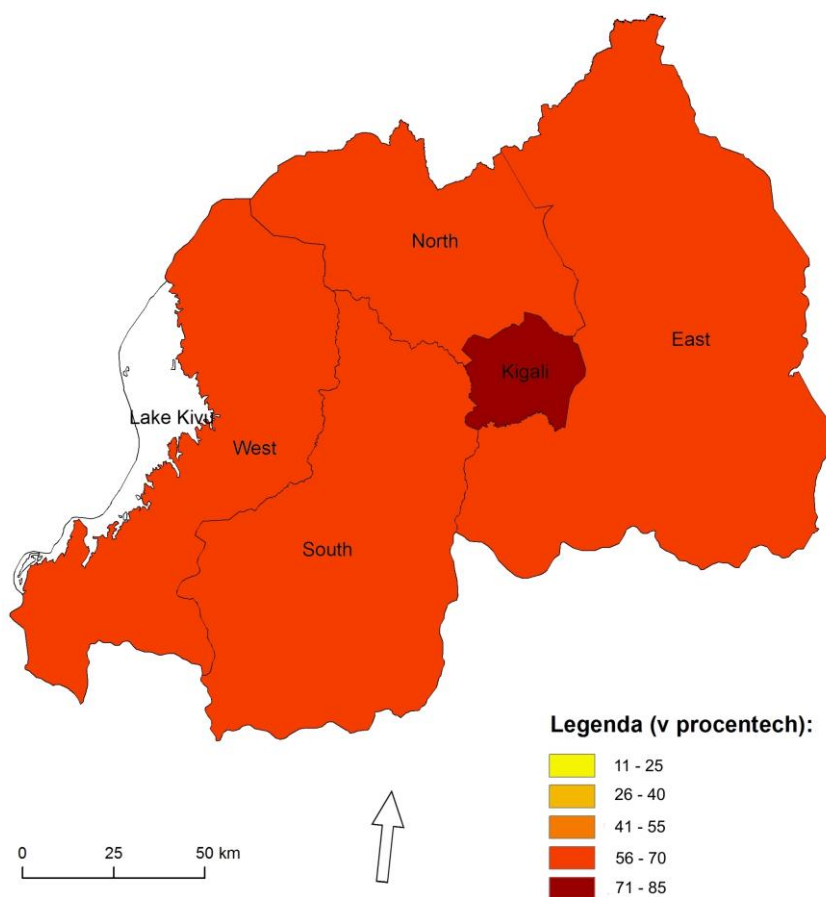 North
East
Kigali
Lake Kivu
West
South
Legenda (v procentech):
11 - 25
26 - 40
41 - 55
56 - 70
71 - 85
0 25 50 km